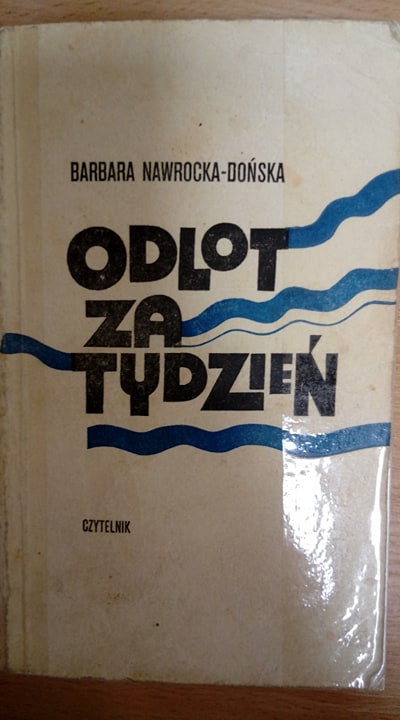 BARBARA NAWROCKA-DOŃSKA
ODLOT
ZA
TYDZIEŃ
CZYTELNIK